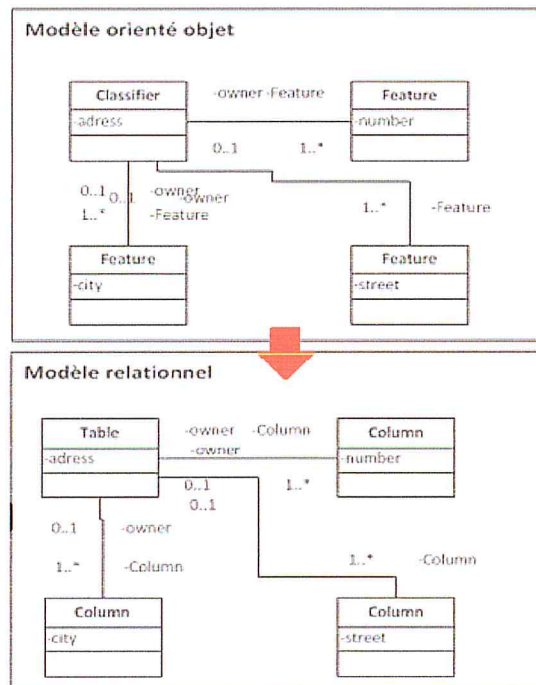 Modèle orienté objet
Classifier
-owner -Feature
Feature
-adress
-number
0..1
1..*
0..1
-owner
0..1
-owner
1..*
-Feature
1..*
-Feature
Feature
Feature
-city
-street
Modèle relationnel
Table
-owner
-Column
Column
-owner
-adress
-number
0..1
1..*
0..1
0..1
-owner
1..*
-Column
1..*
-Column
Column
Column
-city
-street